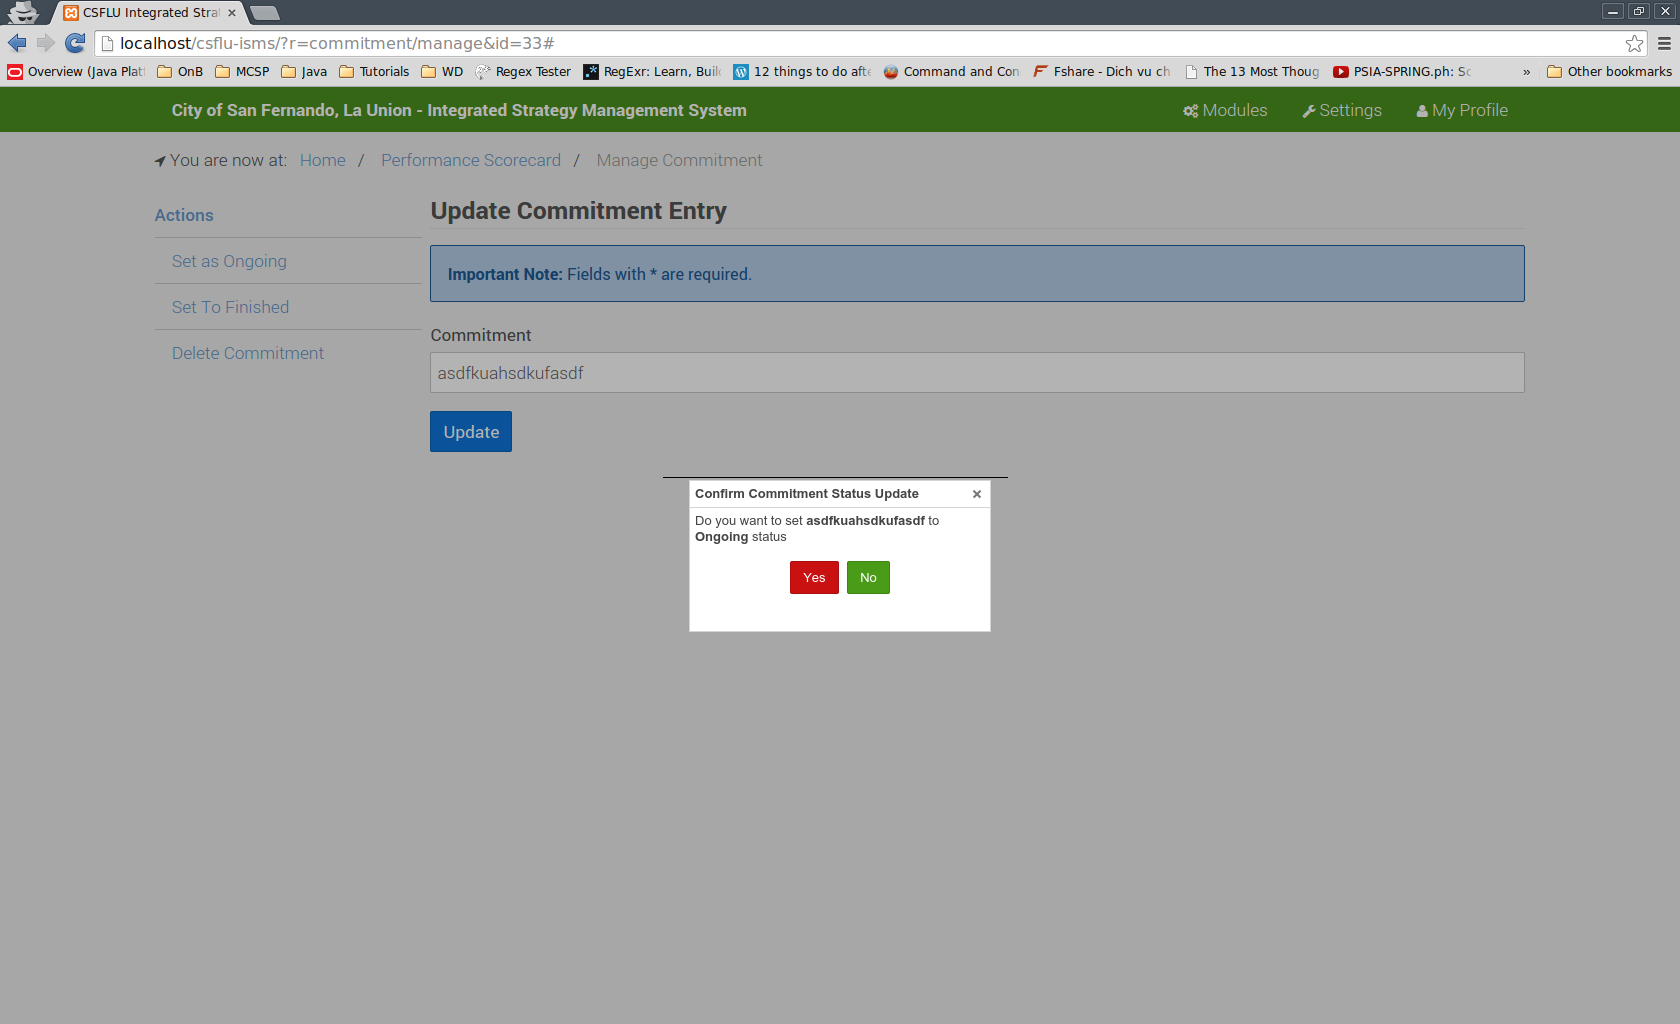 CSFLU Integrated Stra
localhost/csflu-isms/?r=commitment/manage&id=33#
Overview (Java Plat OnB MCSP Java Tutorials WD Regex Tester RegExr: Learn, Buil 12 things to do afte Command and Con Fshare - Dich vu ch The 13 Most Thoug PSIA-SPRING.ph: Sc » Other bookmarks
City of San Fernando, La Union - Integrated Strategy Management System Modules Settings My Profile
You are now at: Home / Performance Scorecard / Manage Commitment
Actions
Set as Ongoing
Set To Finished
Delete Commitment
Update Commitment Entry
Important Note: Fields with * are required.
Commitment
asdfkuahsdkufasdf
Update
Confirm Commitment Status Update ×
Do you want to set asdfkuahsdkufasdf to
Ongoing status
Yes No